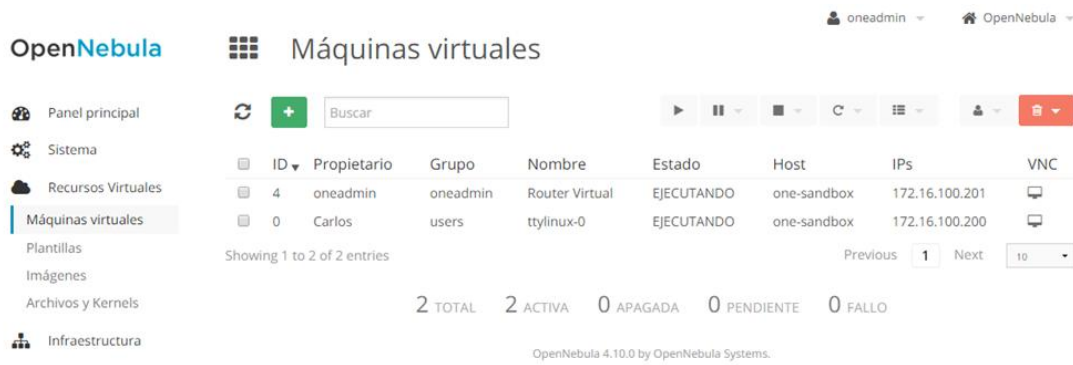 oneadmin OpenNebula
OpenNebula
Máquinas virtuales
Buscar
Panel principal
Sistema
Recursos Virtuales
Máquinas virtuales
Plantillas
Imágenes
Archivos y Kernels
Infraestructura
ID Propietario Grupo Nombre Estado Host IPs VNC
4 oneadmin oneadmin Router Virtual EJECUTANDO one-sandbox 172.16.100.201
0 Carlos users ttylinux-0 EJECUTANDO one-sandbox 172.16.100.200
Showing 1 to 2 of 2 entries
Previous 1 Next 10
2 TOTAL 2 ACTIVA 0 APAGADA 0 PENDIENTE 0 FALLO
OpenNebula 4.10.0 by OpenNebula Systems.